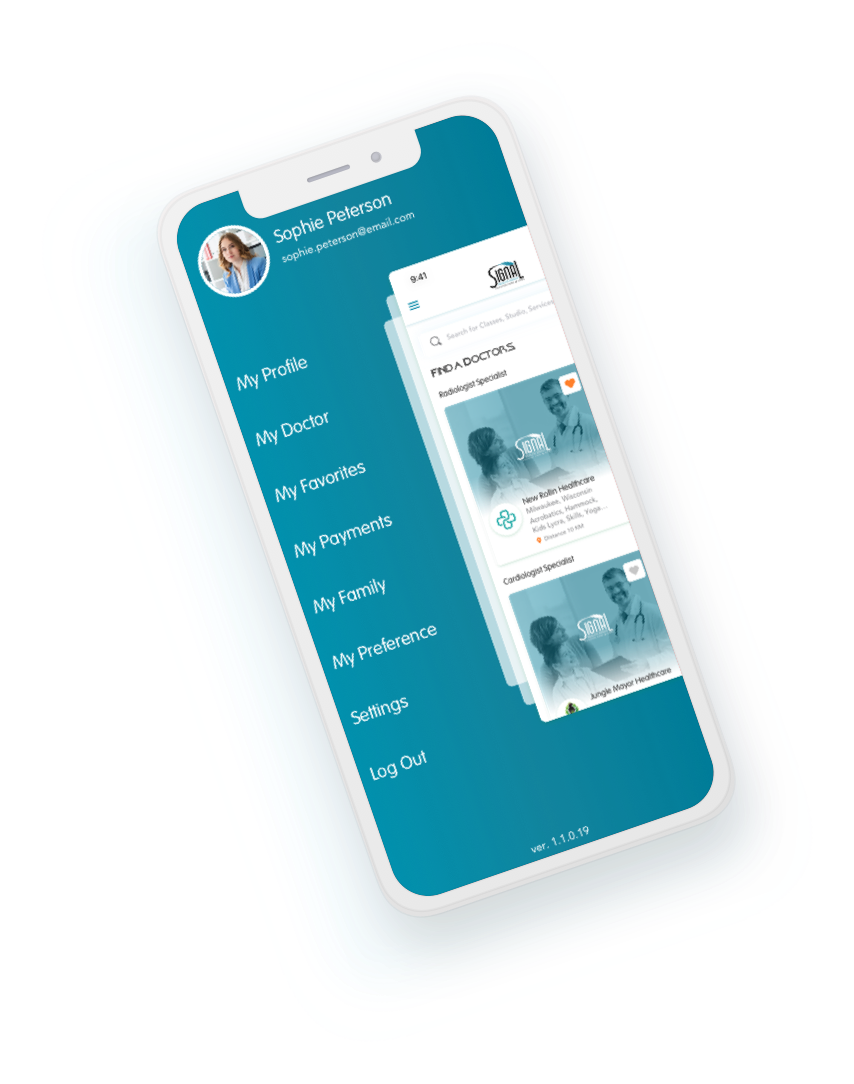 Sophie Peterson
sophie.peterson@email.com
My Profile
My Doctor
My Favorites
My Payments
My Family
My Preference
Settings
Log Out
ver. 1.1.0.19
9:41
SIGNAL
Search for Classes, Studio, Services
FIND A DOCTORS
Radiologist Specialist
SIGNAL
New Rollin Healthcare
Milwaukee, Wisconsin
Acrobatics, Hammock,
Kids Lycra, Skills, Yoga...
Distance 10 KM
Cardiologist Specialist
SIGNAL
Jungle Mayor Healthcare